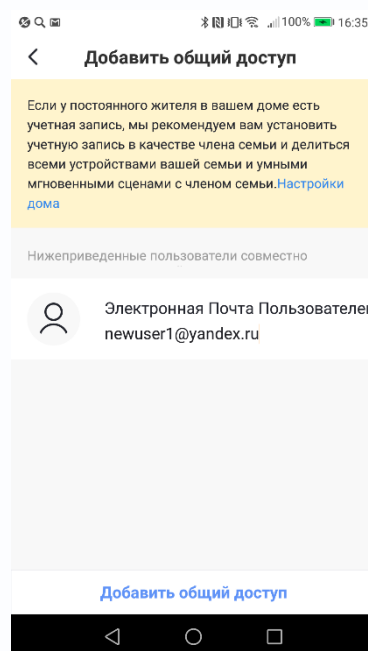 100% 16:35
Добавить общий доступ
Если у постоянного жителя в вашем доме есть
учетная запись, мы рекомендуем вам установить
учетную запись в качестве члена семьи и делиться
всеми устройствами вашей семьи и умными
мгновенными сценами с членом семьи.Настройки
дома
Нижеприведенные пользователи совместно
Электронная Почта Пользователе
newuser1@yandex.ru
Добавить общий доступ